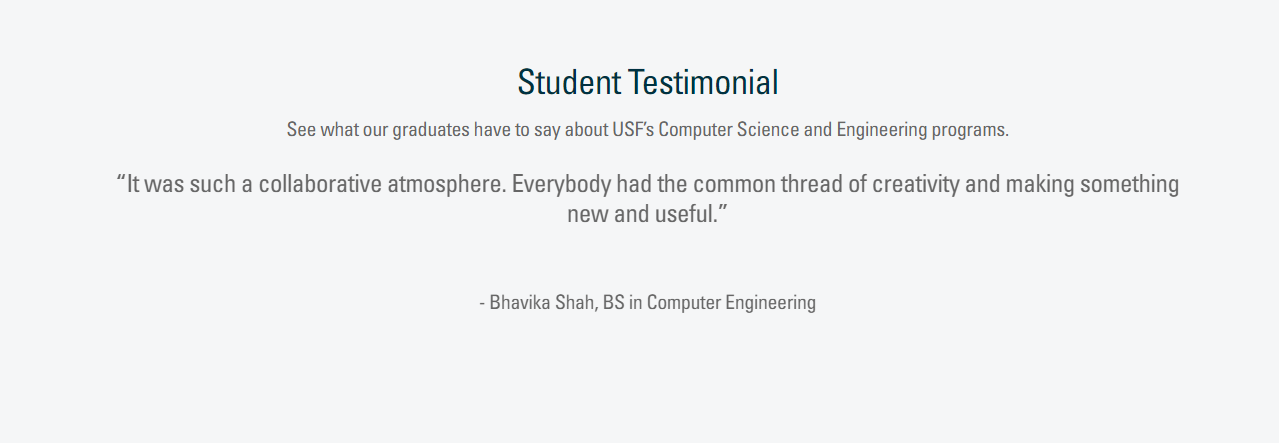 Student Testimonial
See what our graduates have to say about USF’s Computer Science and Engineering programs.
“It was such a collaborative atmosphere. Everybody had the common thread of creativity and making something
new and useful.”
- Bhavika Shah, BS in Computer Engineering